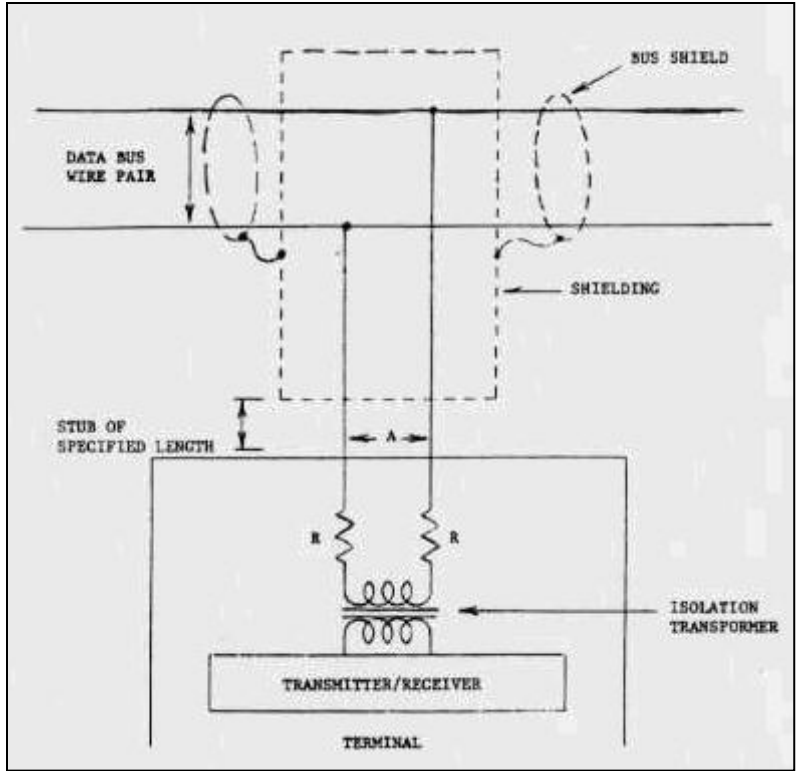 BUS SHIELD
DATA BUS
WIRE PAIR
SHIELDING
STUB OF
SPECIFIED LENGTH
A
R
R
ISOLATION
TRANSFORMER
TRANSMITTER/RECEIVER
TERMINAL